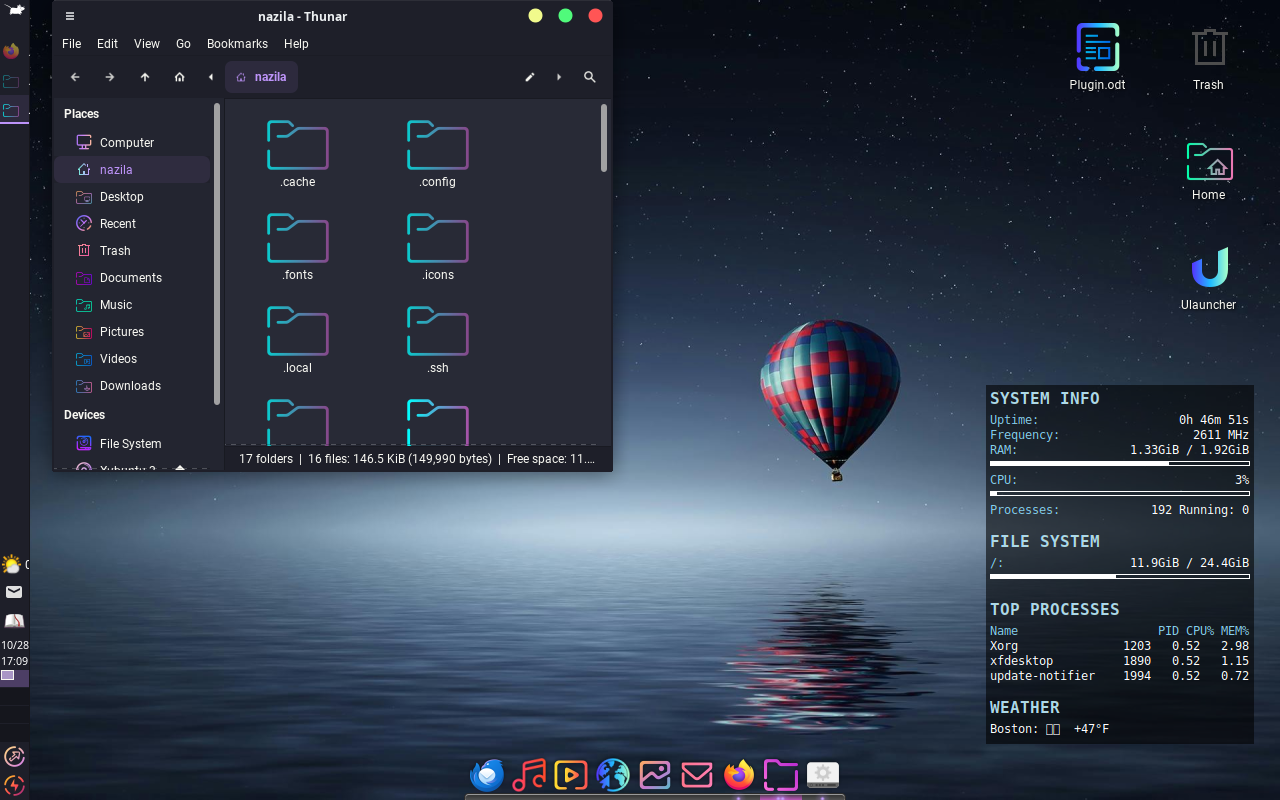 nazila - Thunar
File Edit View Go Bookmarks Help
nazila
Places
Computer
nazila
Desktop
Recent
Trash
Documents
Music
Pictures
Videos
Downloads
Devices
File System
.cache
.config
.fonts
.icons
.local
.ssh
17 folders | 16 files: 146.5 KiB (149,990 bytes) | Free space: 11....
Plugin.odt
Trash
Home
Ulauncher
SYSTEM INFO
Uptime: 0h 46m 51s
Frequency: 2611 MHz
RAM: 1.33GiB / 1.92GiB
CPU: 3%
Processes: 192 Running: 0
FILE SYSTEM
/: 11.9GiB / 24.4GiB
TOP PROCESSES
Name PID CPU% MEM%
Xorg 1203 0.52 2.98
xfdesktop 1890 0.52 1.15
update-notifier 1994 0.52 0.72
WEATHER
Boston: +47°F
10/28
17:09